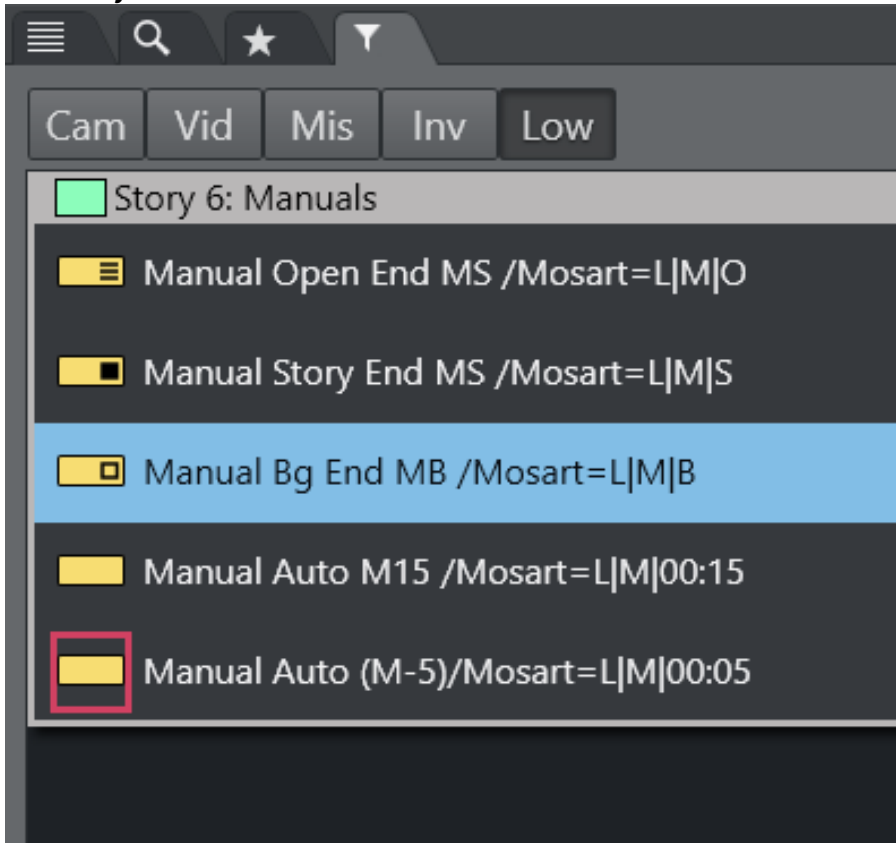 Cam Vid Mis Inv Low
Story 6: Manuals
Manual Open End MS /Mosart=L|M|O
Manual Story End MS /Mosart=L|M|S
Manual Bg End MB /Mosart=L|M|B
Manual Auto M15 /Mosart=L|M|00:15
Manual Auto (M-5)/Mosart=L|M|00:05